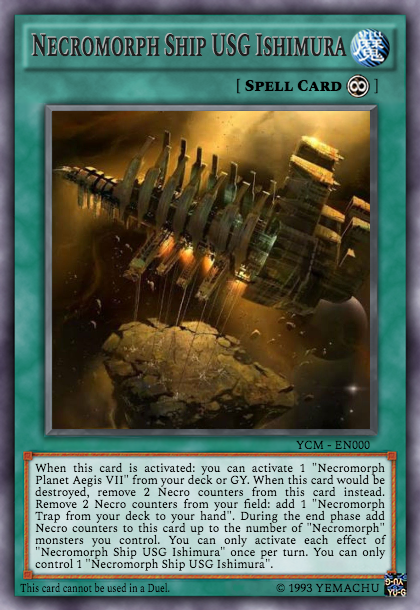 Necromorph Ship USG Ishimura
[ Spell Card ]
YCM - EN000
When this card is activated: you can activate 1 "Necromorph
Planet Aegis VII" from your deck or GY. When this card would be
destroyed, remove 2 Necro counters from this card instead.
Remove 2 Necro counters from your field: add 1 "Necromorph
Trap from your deck to your hand". During the end phase add
Necro counters to this card up to the number of "Necromorph"
monsters you control. You can only activate each effect of
"Necromorph Ship USG Ishimura" once per turn. You can only
control 1 "Necromorph Ship USG Ishimura".
This card cannot be used in a Duel. © 1993 YEMACHU